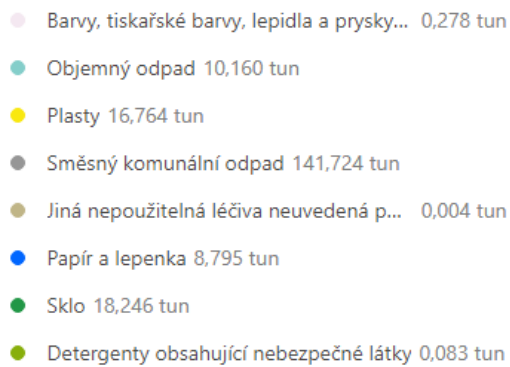 Barvy, tiskařské barvy, lepidla a prysky... 0,278 tun
Objemný odpad 10,160 tun
Plasty 16,764 tun
Směsný komunální odpad 141,724 tun
Jiná nepoužitelná léčiva neuvedená p... 0,004 tun
Papír a lepenka 8,795 tun
Sklo 18,246 tun
Detergenty obsahující nebezpečné látky 0,083 tun